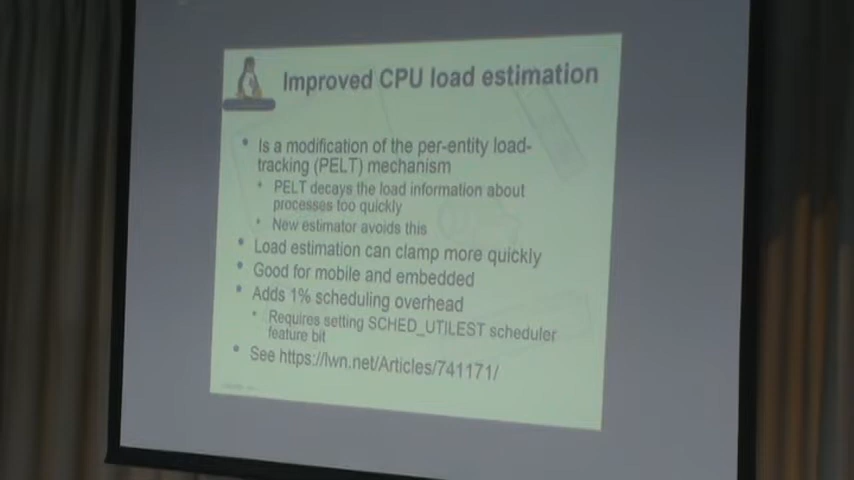 Improved CPU load estimation
• Is a modification of the per-entity load-
tracking (PELT) mechanism
• PELT decays the load information about
processes too quickly
• New estimator avoids this
• Load estimation can clamp more quickly
• Good for mobile and embedded
• Adds 1% scheduling overhead
• Requires setting SCHED_UTILEST scheduler
feature bit
• See https://lwn.net/Articles/741171/